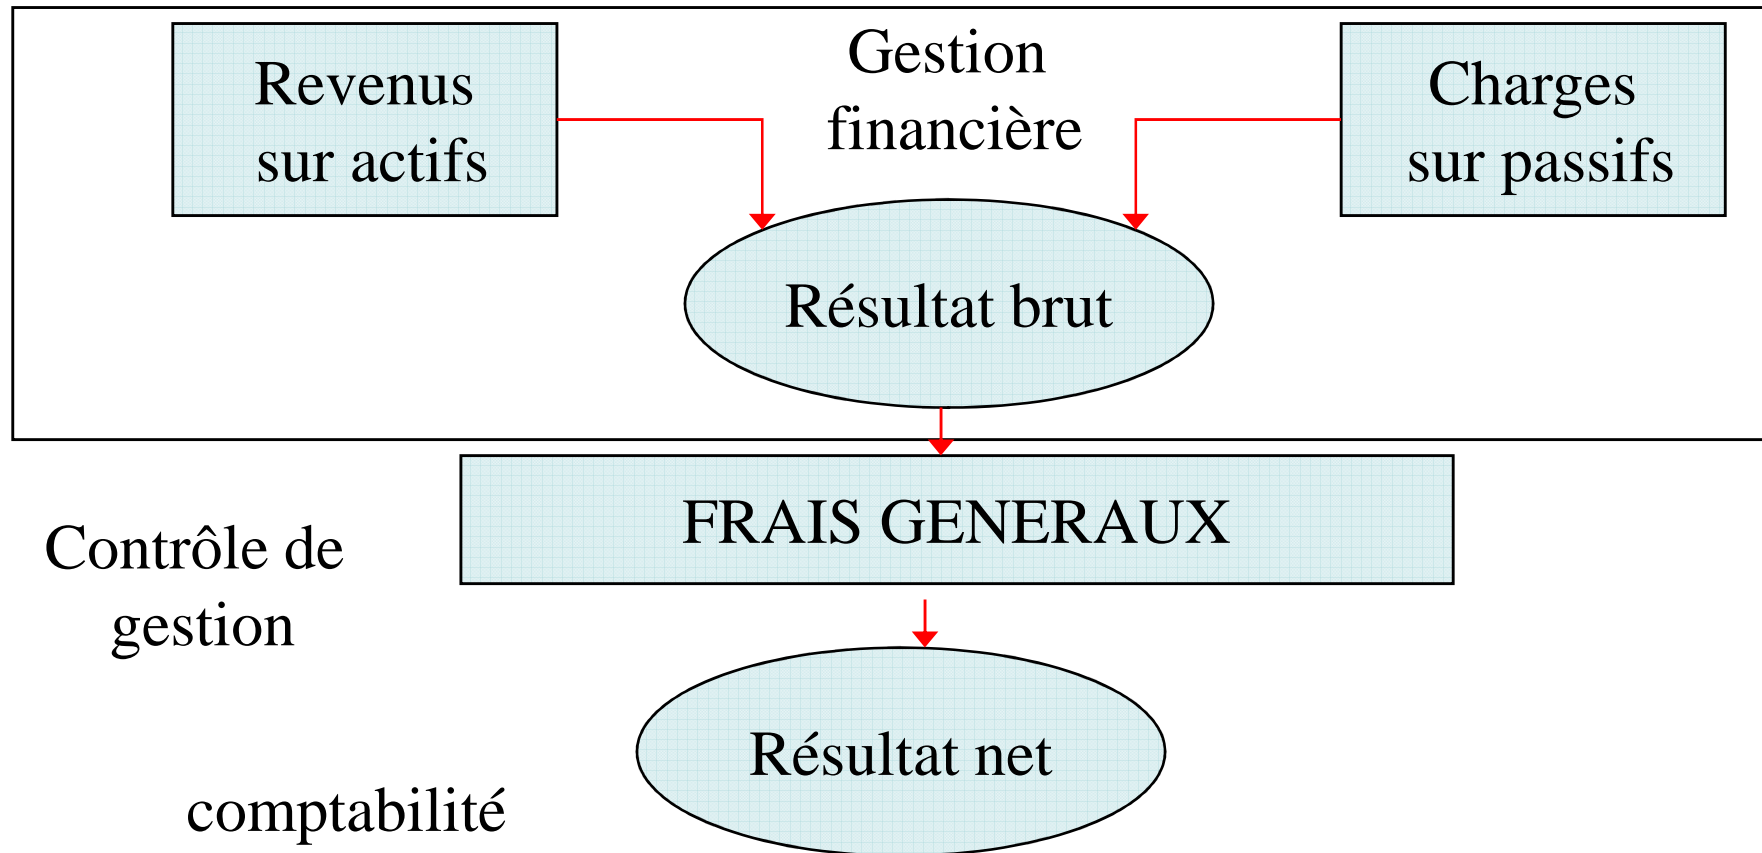 Revenus
sur actifs
Gestion
financière
Charges
sur passifs
Résultat brut
FRAIS GENERAUX
Contrôle de
gestion
Résultat net
comptabilité